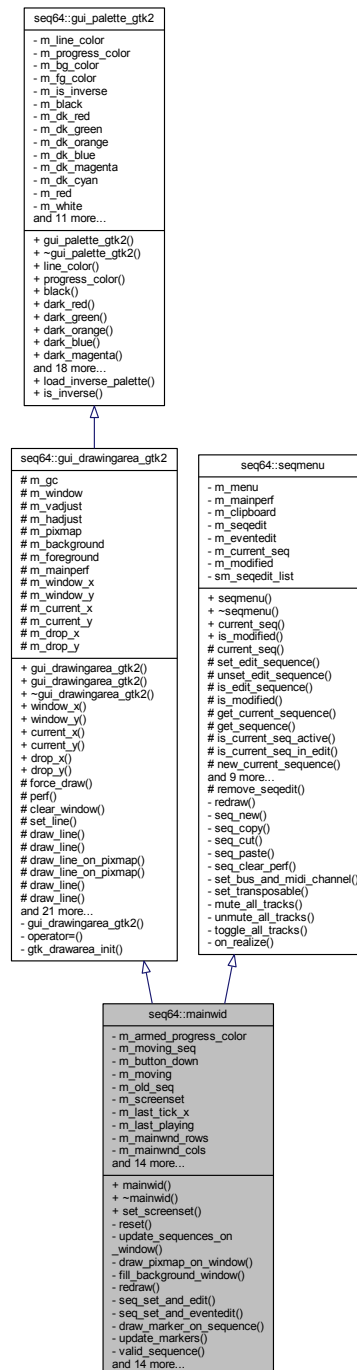 seq64::gui_palette_gtk2
- m_line_color
- m_progress_color
- m_bg_color
- m_fg_color
- m_is_inverse
- m_black
- m_dk_red
- m_dk_green
- m_dk_orange
- m_dk_blue
- m_dk_magenta
- m_dk_cyan
- m_red
- m_white
and 11 more...
+ gui_palette_gtk2()
+ ~gui_palette_gtk2()
+ line_color()
+ progress_color()
+ black()
+ dark_red()
+ dark_green()
+ dark_orange()
+ dark_blue()
+ dark_magenta()
and 18 more...
+ load_inverse_palette()
+ is_inverse()
seq64::gui_drawingarea_gtk2
# m_gc
# m_window
# m_vadjust
# m_hadjust
# m_pixmap
# m_background
# m_foreground
# m_mainperf
# m_window_x
# m_window_y
# m_current_x
# m_current_y
# m_drop_x
# m_drop_y
+ gui_drawingarea_gtk2()
+ gui_drawingarea_gtk2()
+ ~gui_drawingarea_gtk2()
+ window_x()
+ window_y()
+ current_x()
+ current_y()
+ drop_x()
+ drop_y()
# force_draw()
# perf()
# clear_window()
# set_line()
# draw_line()
# draw_line()
# draw_line_on_pixmap()
# draw_line_on_pixmap()
# draw_line()
# draw_line()
and 21 more...
- gui_drawingarea_gtk2()
- operator=()
- gtk_drawarea_init()
seq64::seqmenu
- m_menu
- m_mainperf
- m_clipboard
- m_seqedit
- m_eventedit
- m_current_seq
- m_modified
- sm_seqedit_list
+ seqmenu()
+ ~seqmenu()
+ current_seq()
+ is_modified()
# current_seq()
# set_edit_sequence()
# unset_edit_sequence()
# is_edit_sequence()
# is_modified()
# get_current_sequence()
# get_sequence()
# is_current_seq_active()
# is_current_seq_in_edit()
# new_current_sequence()
and 9 more...
# remove_seqedit()
- redraw()
- seq_new()
- seq_copy()
- seq_cut()
- seq_paste()
- seq_clear_perf()
- set_bus_and_midi_channel()
- set_transposable()
- mute_all_tracks()
- unmute_all_tracks()
- toggle_all_tracks()
- on_realize()
seq64::mainwid
- m_armed_progress_color
- m_moving_seq
- m_button_down
- m_moving
- m_old_seq
- m_screenset
- m_last_tick_x
- m_last_playing
- m_mainwnd_rows
- m_mainwnd_cols
and 14 more...
+ mainwid()
+ ~mainwid()
+ set_screenset()
- reset()
- update_sequences_on
_window()
- draw_pixmap_on_window()
- fill_background_window()
- redraw()
- seq_set_and_edit()
- seq_set_and_eventedit()
- draw_marker_on_sequence()
- update_markers()
- valid_sequence()
and 14 more...